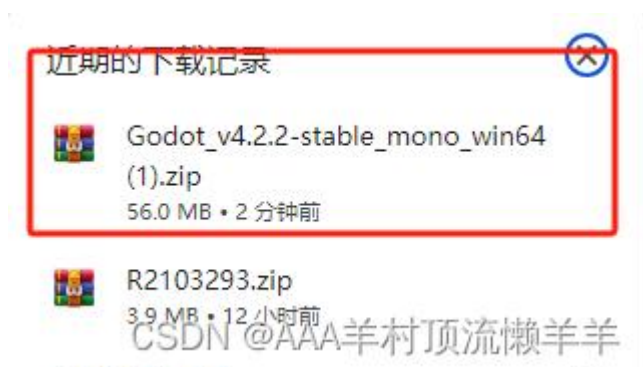 近期的下载记录
Godot_v4.2.2-stable_mono_win64
(1).zip
56.0 MB • 2 分钟前
R2103293.zip
3.9 MB • 12 小时前
CSDN @AAA羊村顶流懒羊羊